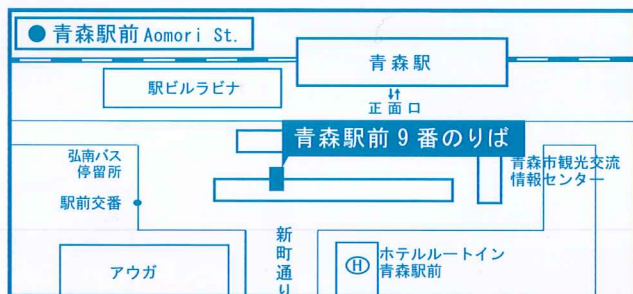 ●青森駅前 Aomori St.
青森駅
駅ビルラビナ
正面口
青森駅前9番のりば
弘南バス
停留所
青森市観光交流
情報センター
駅前交番
新町通り
アウガ
Ⓗ
ホテルルートイン
青森駅前